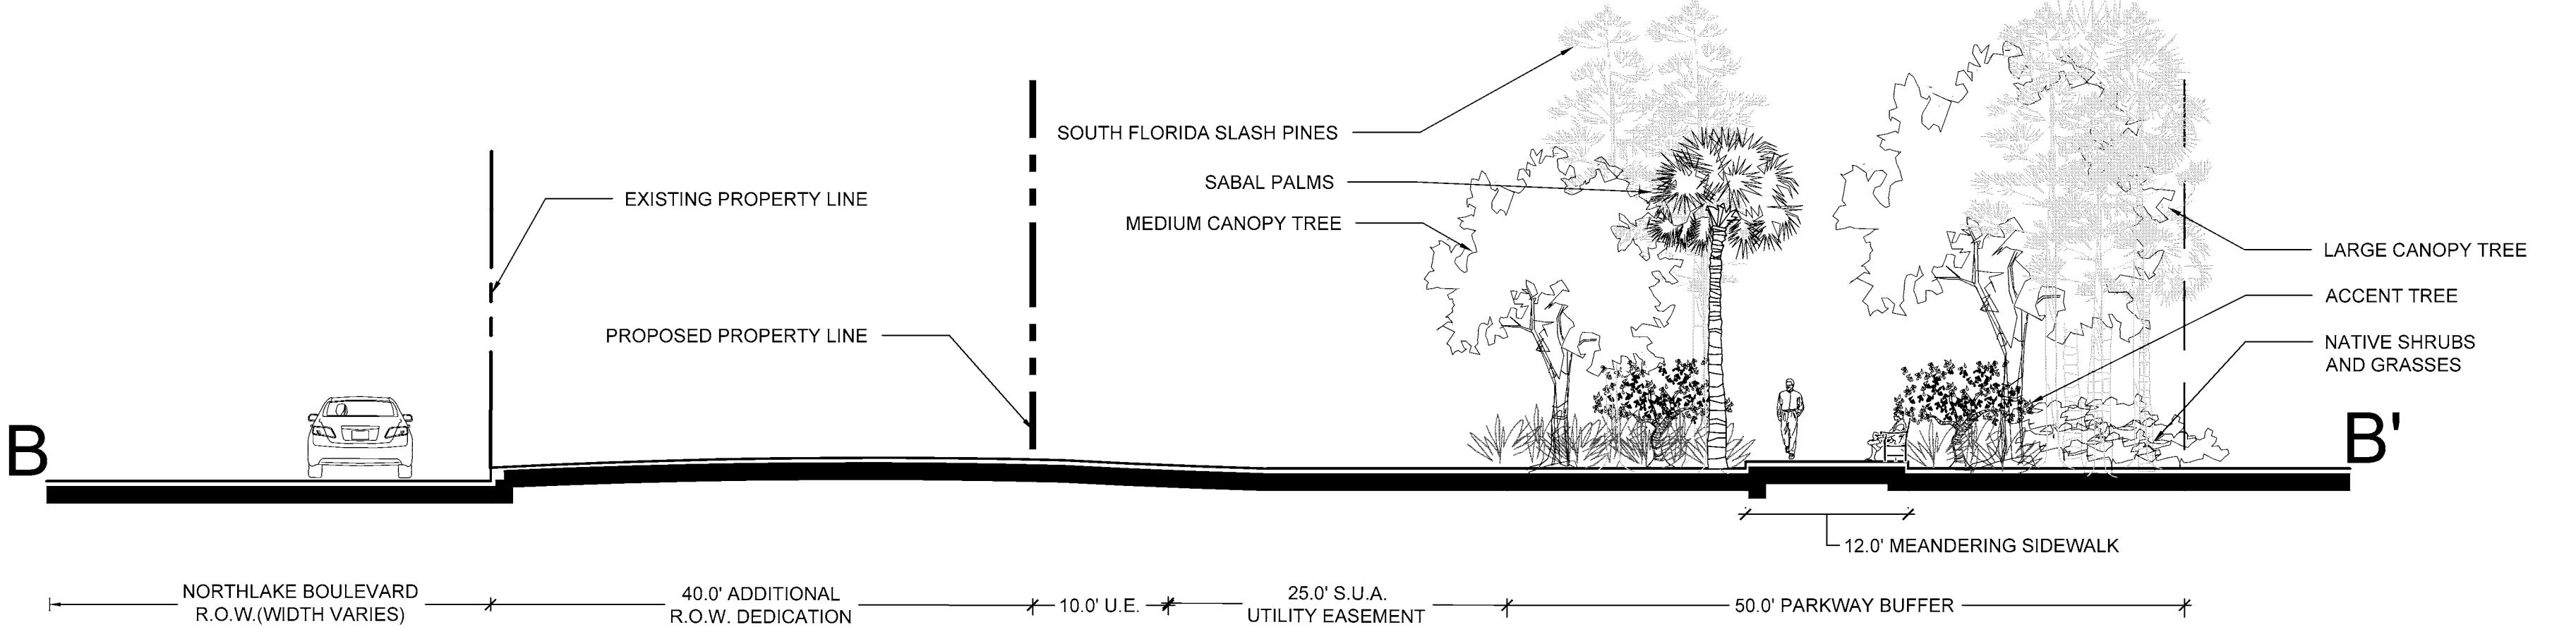 SOUTH FLORIDA SLASH PINES
SABAL PALMS
EXISTING PROPERTY LINE
MEDIUM CANOPY TREE
LARGE CANOPY TREE
ACCENT TREE
PROPOSED PROPERTY LINE
NATIVE SHRUBS
AND GRASSES
B
B'
12.0' MEANDERING SIDEWALK
NORTHLAKE BOULEVARD
R.O.W.(WIDTH VARIES)
40.0' ADDITIONAL
R.O.W. DEDICATION
10.0' U.E.
25.0' S.U.A.
UTILITY EASEMENT
50.0' PARKWAY BUFFER